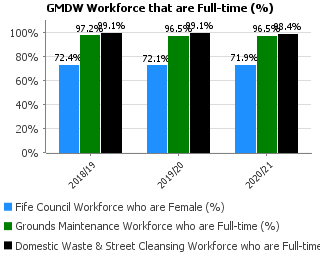 GMDW Workforce that are Full-time (%)
97.2% 99.1% 96.5% 99.1% 96.5% 98.4%
100%
80%
72.4% 72.1% 71.9%
60%
40%
20%
0%
2018/19 2019/20 2020/21
Fife Council Workforce who are Female (%)
Grounds Maintenance Workforce who are Full-time (%)
Domestic Waste & Street Cleansing Workforce who are Full-time